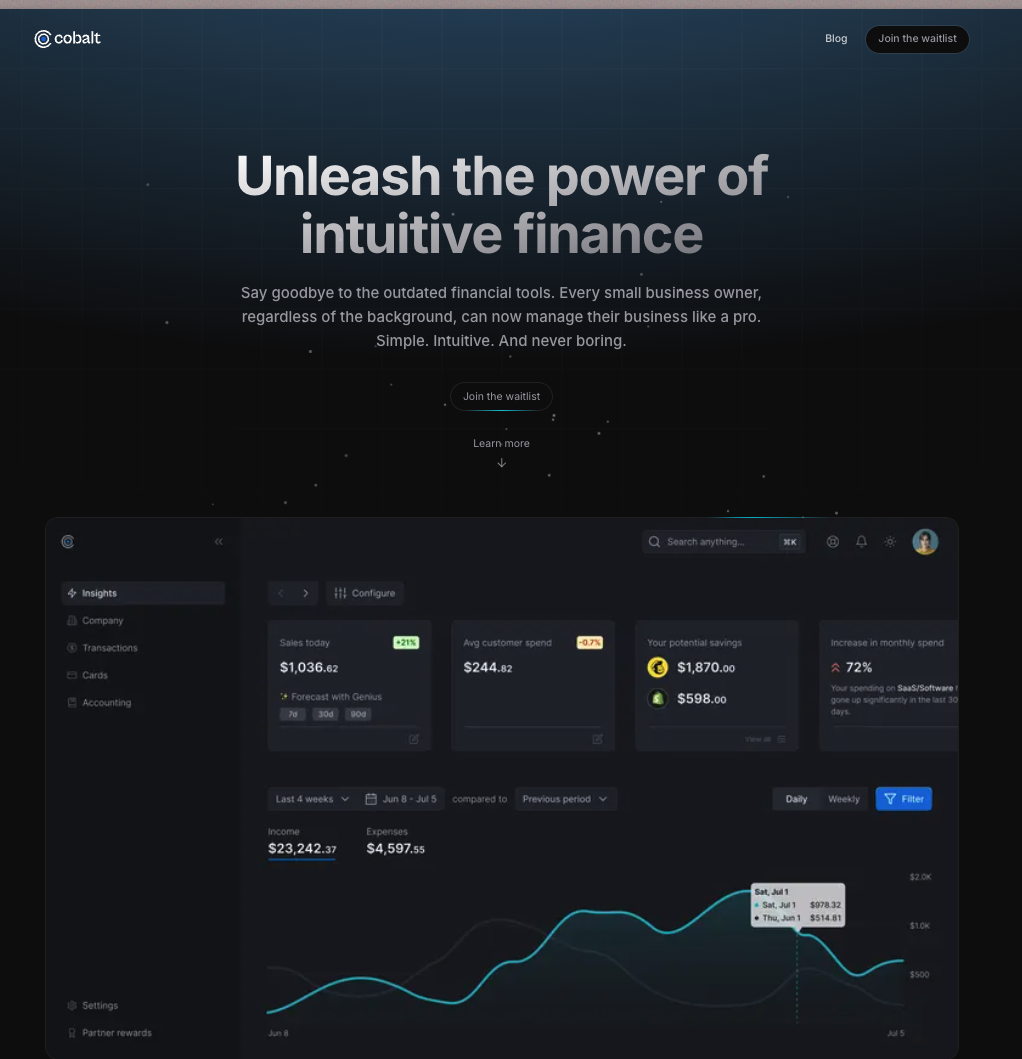 cobalt
Blog
Join the waitlist
Unleash the power of
intuitive finance
Say goodbye to the outdated financial tools. Every small business owner,
regardless of the background, can now manage their business like a pro.
Simple. Intuitive. And never boring.
Join the waitlist
Learn more
Search anything...
⌘K
Insights
Company
Transactions
Cards
Accounting
Settings
Partner rewards
Configure
Sales today
+21%
$1,036.62
Forecast with Genius
7d 30d 90d
Avg customer spend
-0.7%
$244.82
Your potential savings
$1,870.00
$598.00
View all
Increase in monthly spend
72%
Your spending on SaaS/Software
gone up significantly in the last 30
days.
Last 4 weeks
Jun 8 - Jul 5
compared to
Previous period
Daily
Weekly
Filter
Income
$23,242.37
Expenses
$4,597.55
Sat, Jul 1
Sat, Jul 1 $978.32
Thu, Jun 1 $514.81
$2.0K
$1.0K
$500
Jun 8
Jul 5